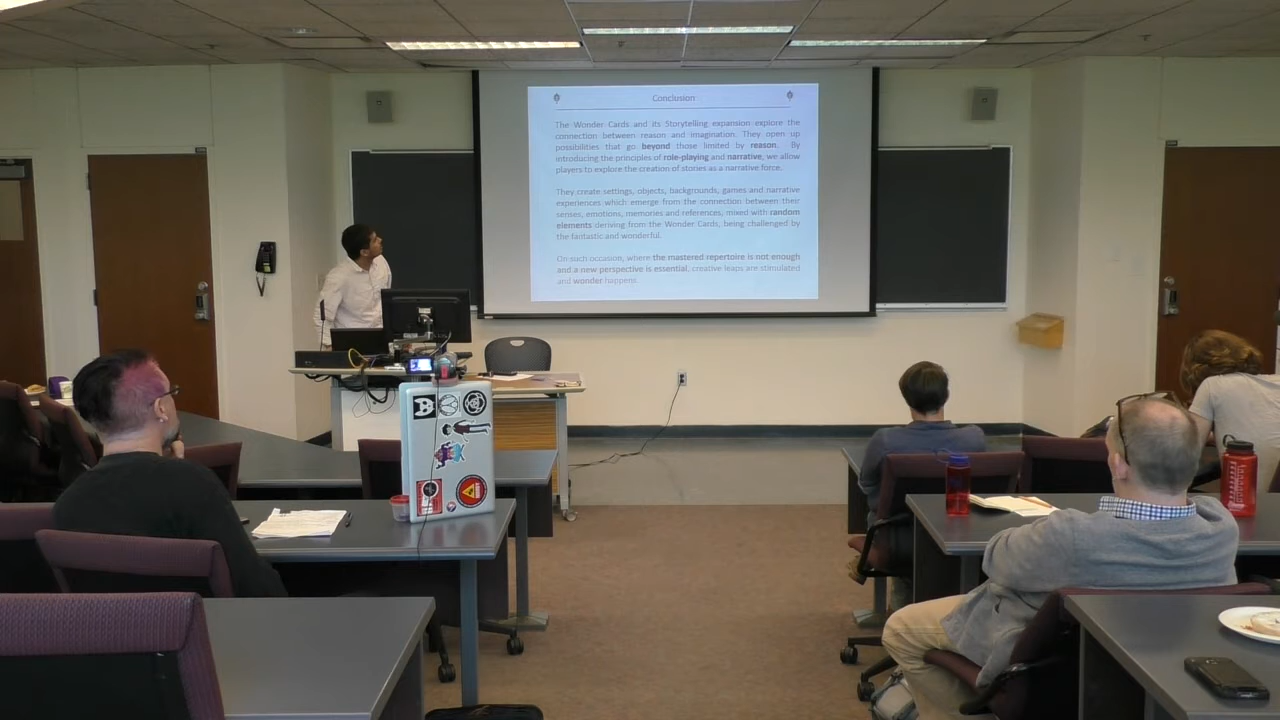 Conclusion
The Wonder Cards and its Storytelling expansion explore the
connection between reason and imagination. They open up
possibilities that go beyond those limited by reason. By
introducing the principles of role-playing and narrative, we allow
players to explore the creation of stories as a narrative force.
They create settings, objects, backgrounds, games and narrative
experiences which emerge from the connection between their
senses, emotions, memories and references, mixed with random
elements deriving from the Wonder Cards, being challenged by
the fantastic and wonderful.
On such occasion, where the mastered repertoire is not enough
and a new perspective is essential, creative leaps are stimulated
and wonder happens.